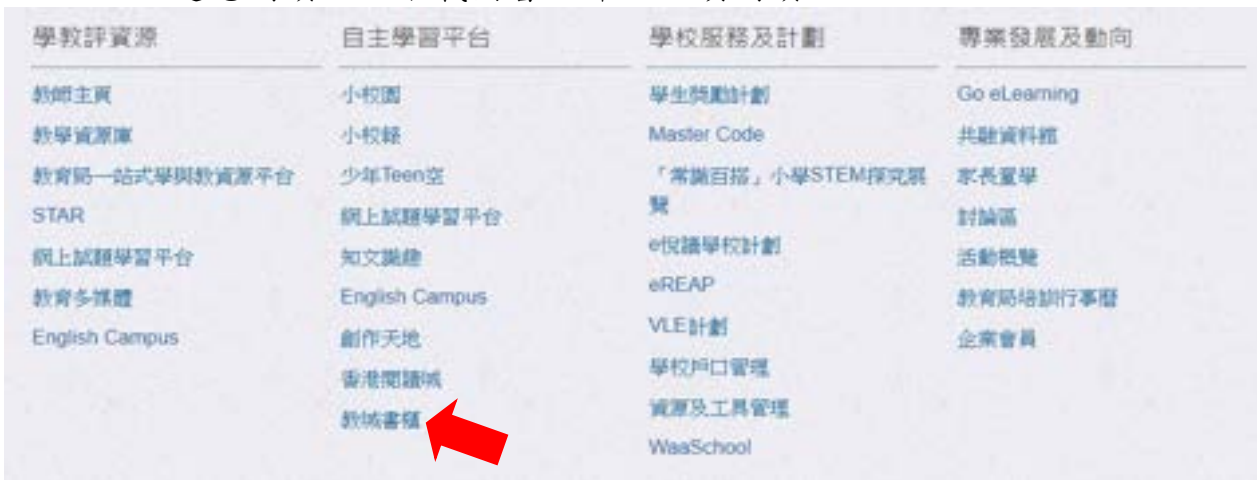 學教評資源
教師主頁
教學資源庫
教育局一站式學與教資源平台
STAR
網上試題學習平台
教育多媒體
English Campus
自主學習平台
小校園
小校報
少年Teen空
網上試題學習平台
知文識趣
English Campus
創作天地
香港閱讀城
教城書櫃
學校服務及計劃
學生獎勵計劃
Master Code
「常識百搭」小學STEM探究展
覽
e悅讀學校計劃
eREAP
VLE計劃
學校戶口管理
資源及工具管理
WaaSchool
專業發展及動向
Go eLearning
共融資料館
家長童學
討論區
活動概覽
教育局培訓行事曆
企業會員